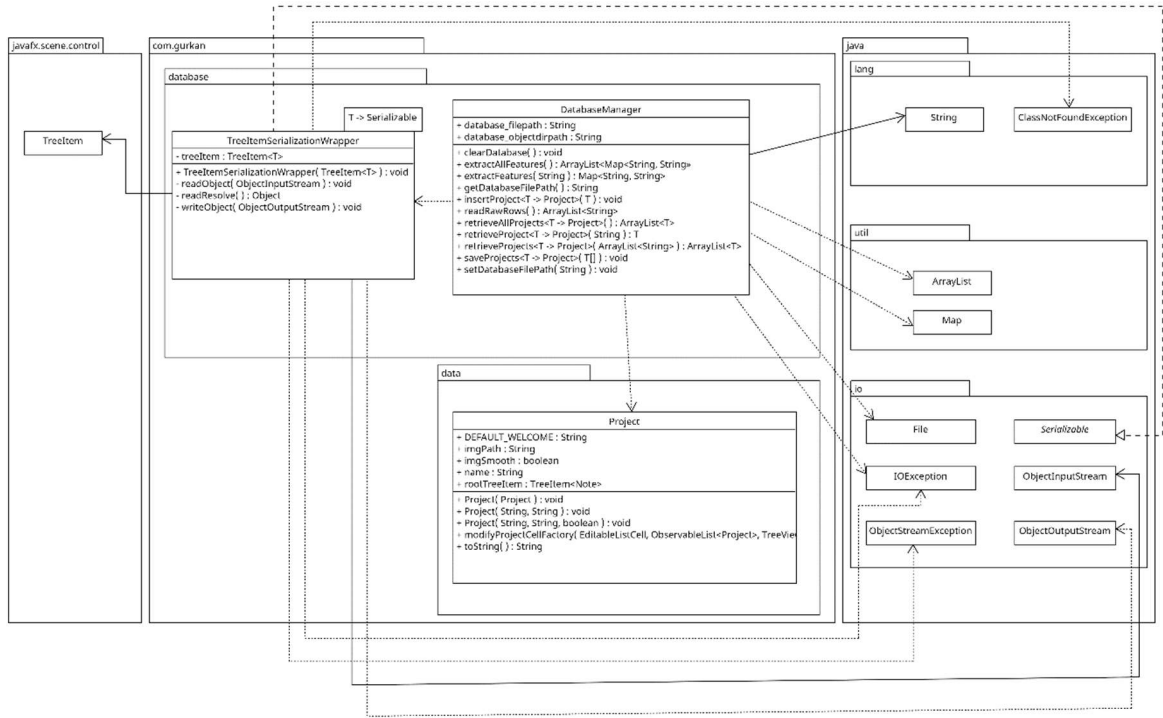 javafx.scene.control
TreeItem
com.gurkan
database
T -> Serializable
TreeItemSerializationWrapper
- treeItem : TreeItem<T>
+ TreeItemSerializationWrapper( TreeItem<T> ) : void
- readObject( ObjectInputStream ) : void
- readResolve( ) : Object
- writeObject( ObjectOutputStream ) : void
DatabaseManager
+ database_filepath : String
+ database_objectdirpath : String
+ clearDatabase( ) : void
+ extractAllFeatures( ) : ArrayList<Map<String, String>>
+ extractFeatures( String ) : Map<String, String>
+ getDatabaseFilePath( ) : String
+ insertProject<T -> Project>( T ) : void
+ readRawRows( ) : ArrayList<String>
+ retrieveAllProjects<T -> Project>( ) : ArrayList<T>
+ retrieveProject<T -> Project>( String ) : T
+ retrieveProjects<T -> Project>( ArrayList<String> ) : ArrayList<T>
+ saveProjects<T -> Project>( T[] ) : void
+ setDatabaseFilePath( String ) : void
data
Project
+ DEFAULT_WELCOME : String
+ imgPath : String
+ imgSmooth : boolean
+ name : String
+ rootTreeItem : TreeItem<Note>
+ Project( Project ) : void
+ Project( String, String ) : void
+ Project( String, String, boolean ) : void
+ modifyProjectCellFactory( EditableListCell, ObservableList<Project>, TreeView
+ toString( ) : String
java
lang
String
ClassNotFoundException
util
ArrayList
Map
io
File
Serializable
IOException
ObjectInputStream
ObjectStreamException
ObjectOutputStream